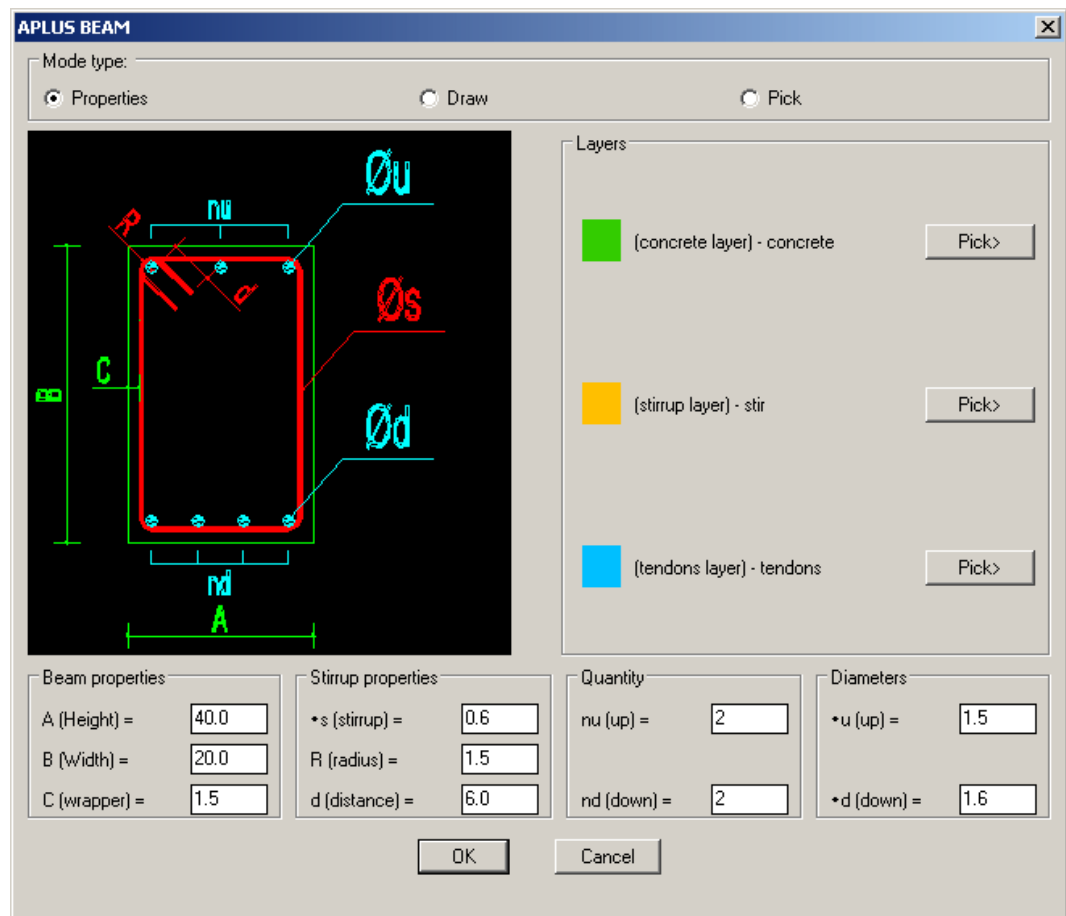 APLUS BEAM
Mode type:
Properties Draw Pick
Øu
nu
R
d
Øs
C
B
Ød
nd
A
Layers
(concrete layer) - concrete Pick>
(stirrup layer) - stir Pick>
(tendons layer) - tendons Pick>
Beam properties
A (Height) = 40.0
B (Width) = 20.0
C (wrapper) = 1.5
Stirrup properties
•s (stirrup) = 0.6
R (radius) = 1.5
d (distance) = 6.0
Quantity
nu (up) = 2
nd (down) = 2
Diameters
•u (up) = 1.5
•d (down) = 1.6
OK Cancel